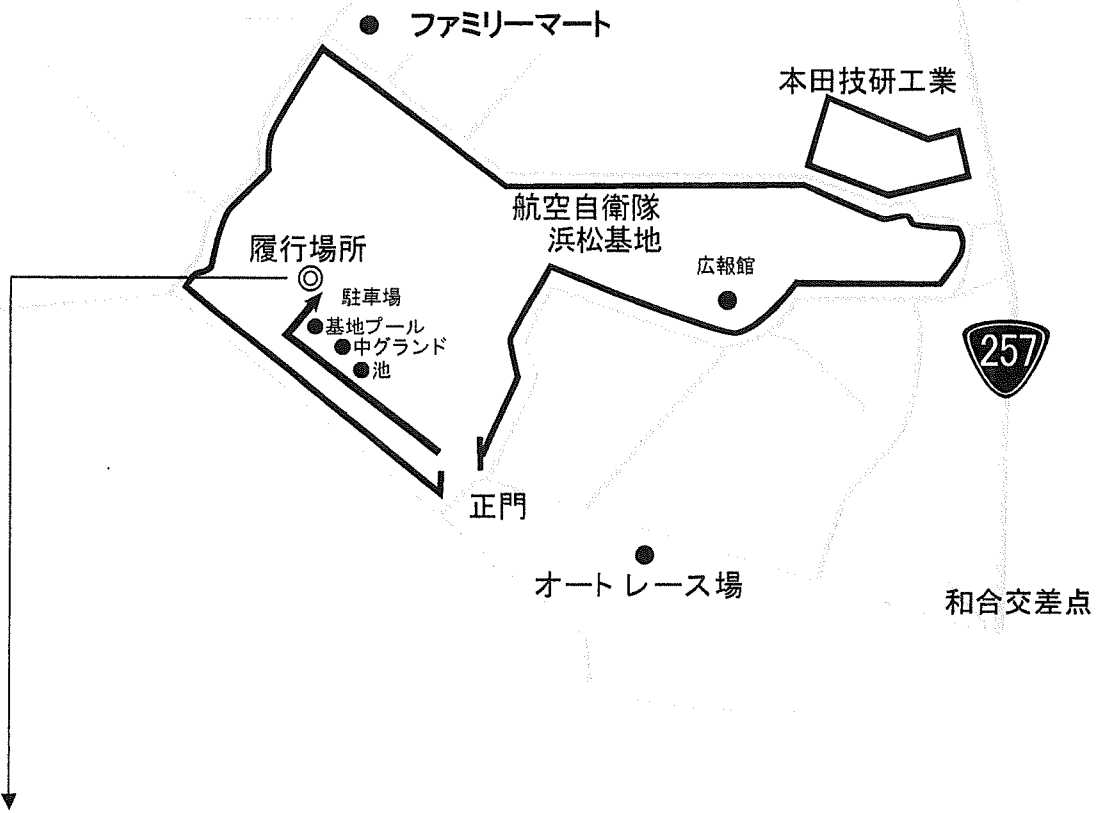 ファミリーマート
本田技研工業
航空自衛隊
浜松基地
履行場所
広報館
駐車場
基地プール
中グランド
池
257
正門
オートレース場
和合交差点